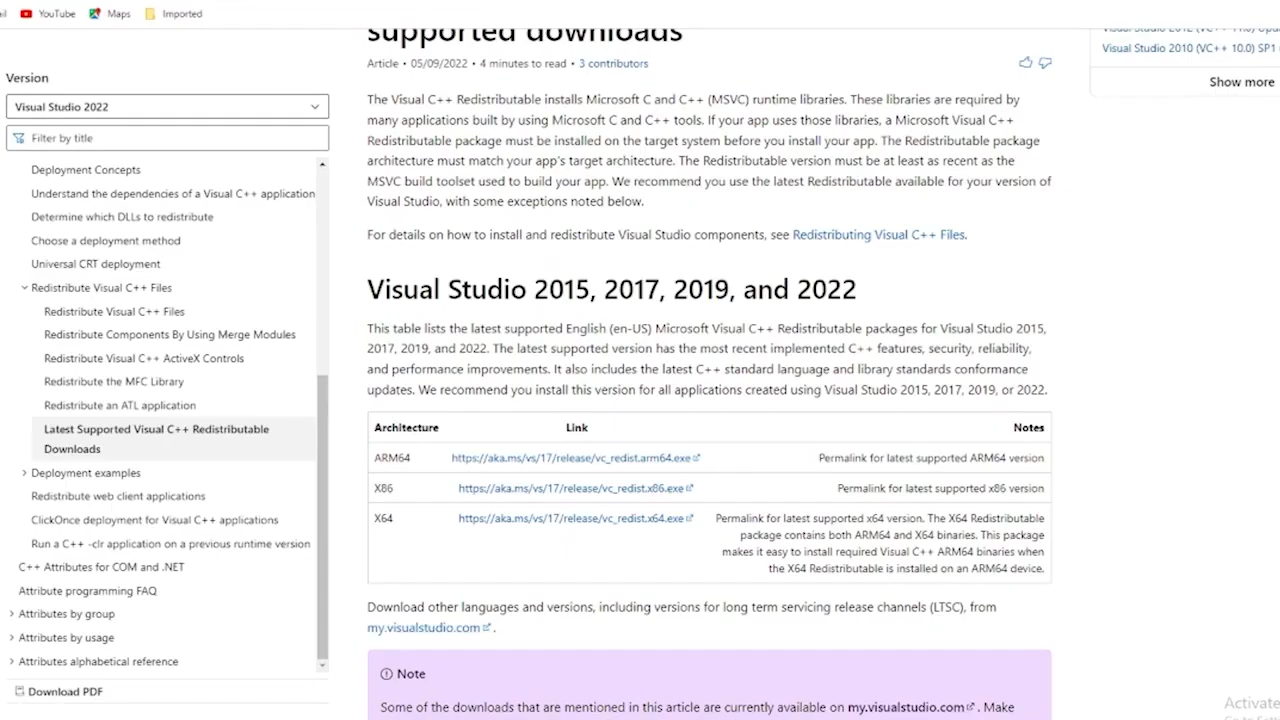 YouTube
Maps
Imported
supported downloads
Article • 05/09/2022 • 4 minutes to read • 3 contributors
Visual Studio 2010 (VC++ 10.0) SP1
Show more
Version
Visual Studio 2022
Filter by title
Deployment Concepts
Understand the dependencies of a Visual C++ application
Determine which DLLs to redistribute
Choose a deployment method
Universal CRT deployment
Redistribute Visual C++ Files
Redistribute Visual C++ Files
Redistribute Components By Using Merge Modules
Redistribute Visual C++ ActiveX Controls
Redistribute the MFC Library
Redistribute an ATL application
Latest Supported Visual C++ Redistributable
Downloads
Deployment examples
Redistribute web client applications
ClickOnce deployment for Visual C++ applications
Run a C++ -clr application on a previous runtime version
C++ Attributes for COM and .NET
Attribute programming FAQ
Attributes by group
Attributes by usage
Attributes alphabetical reference
Download PDF
The Visual C++ Redistributable installs Microsoft C and C++ (MSVC) runtime libraries. These libraries are required by
many applications built by using Microsoft C and C++ tools. If your app uses those libraries, a Microsoft Visual C++
Redistributable package must be installed on the target system before you install your app. The Redistributable package
architecture must match your app's target architecture. The Redistributable version must be at least as recent as the
MSVC build toolset used to build your app. We recommend you use the latest Redistributable available for your version of
Visual Studio, with some exceptions noted below.
For details on how to install and redistribute Visual Studio components, see Redistributing Visual C++ Files.
Visual Studio 2015, 2017, 2019, and 2022
This table lists the latest supported English (en-US) Microsoft Visual C++ Redistributable packages for Visual Studio 2015,
2017, 2019, and 2022. The latest supported version has the most recent implemented C++ features, security, reliability,
and performance improvements. It also includes the latest C++ standard language and library standards conformance
updates. We recommend you install this version for all applications created using Visual Studio 2015, 2017, 2019, or 2022.
Architecture Link Notes
ARM64 https://aka.ms/vs/17/release/vc_redist.arm64.exe Permalink for latest supported ARM64 version
X86 https://aka.ms/vs/17/release/vc_redist.x86.exe Permalink for latest supported x86 version
X64 https://aka.ms/vs/17/release/vc_redist.x64.exe Permalink for latest supported x64 version. The X64 Redistributable
package contains both ARM64 and X64 binaries. This package
makes it easy to install required Visual C++ ARM64 binaries when
the X64 Redistributable is installed on an ARM64 device.
Download other languages and versions, including versions for long term servicing release channels (LTSC), from
my.visualstudio.com .
Note
Some of the downloads that are mentioned in this article are currently available on my.visualstudio.com . Make
Activate